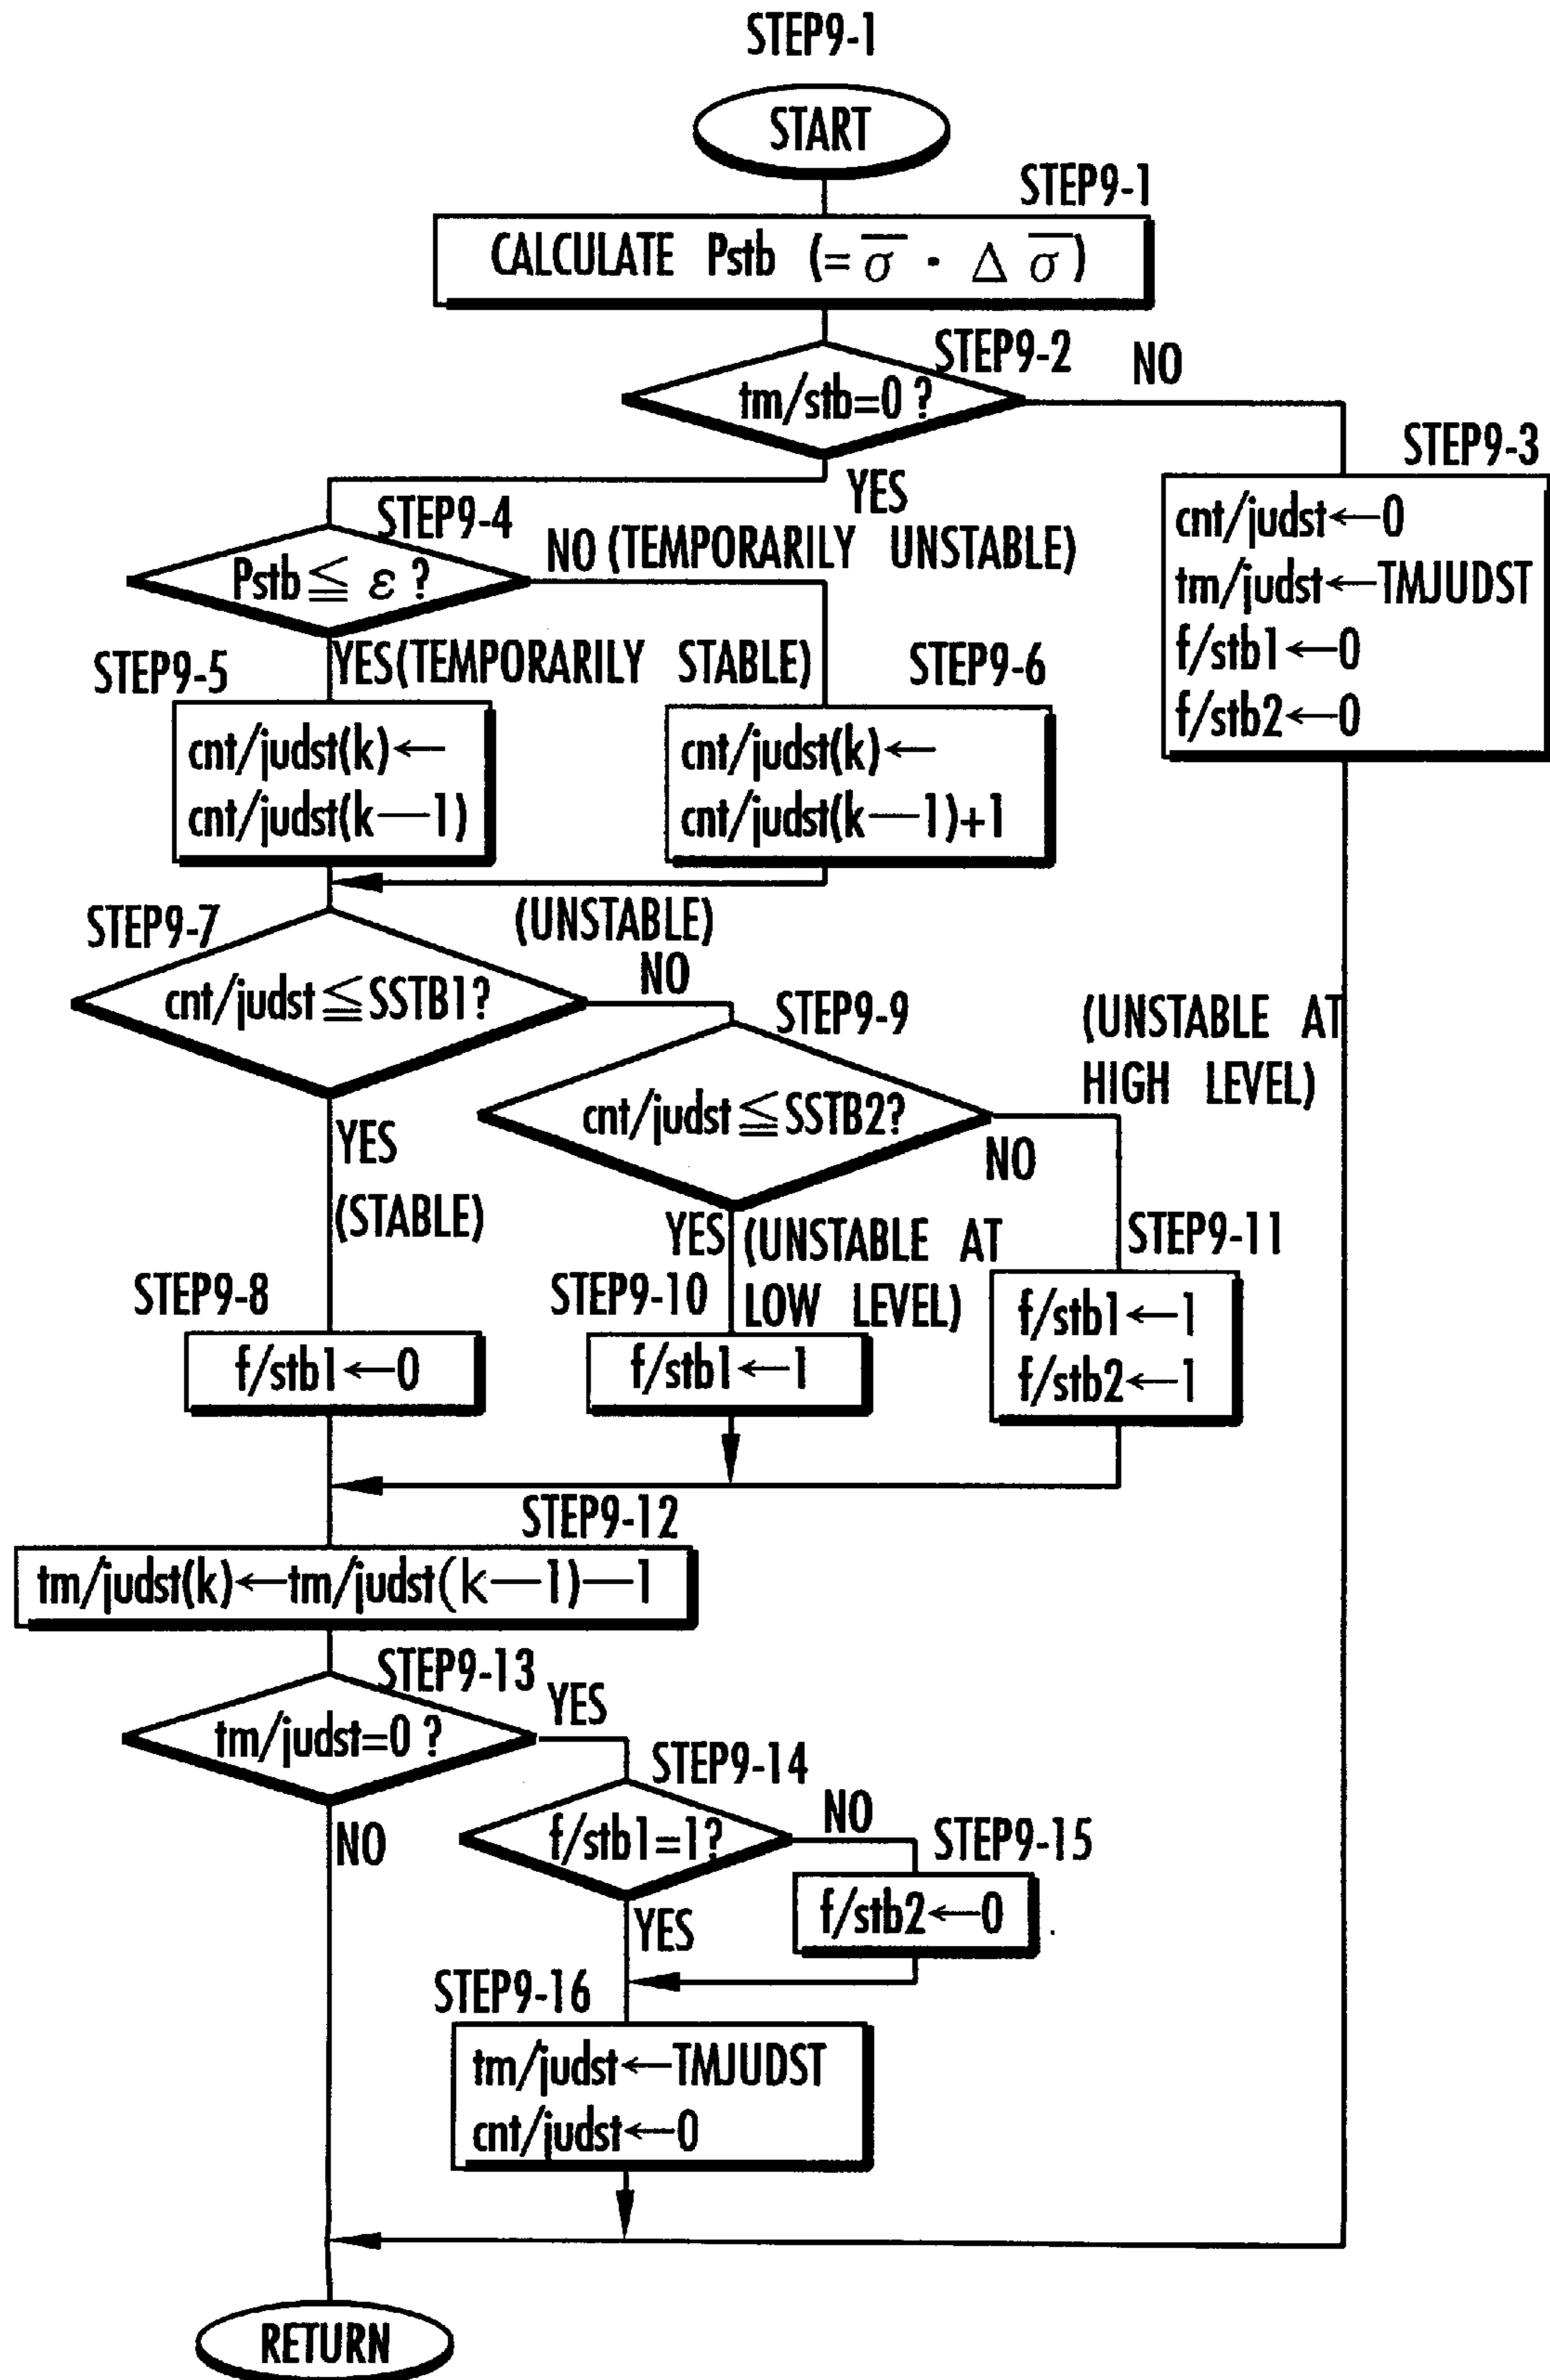 STEP9-1
START
STEP9-1
CALCULATE Pstb (= σ̅ · Δ σ̅)
STEP9-2
NO
tm/stb=0 ?
YES
STEP9-3
cnt/judst←0
tm/judst←TMJUDST
f/stb1←0
f/stb2←0
STEP9-4
NO (TEMPORARILY UNSTABLE)
Pstb≦ ε ?
YES(TEMPORARILY STABLE)
STEP9-5
cnt/judst(k)←
cnt/judst(k—1)
STEP9-6
cnt/judst(k)←
cnt/judst(k—1)+1
STEP9-7
(UNSTABLE)
NO
cnt/judst≦SSTB1?
YES
(STABLE)
STEP9-9
(UNSTABLE AT
HIGH LEVEL)
cnt/judst≦SSTB2?
NO
YES
(UNSTABLE AT
LOW LEVEL)
STEP9-8
f/stb1←0
STEP9-10
f/stb1←1
STEP9-11
f/stb1←1
f/stb2←1
STEP9-12
tm/judst(k)←tm/judst(k—1)—1
STEP9-13
YES
tm/judst=0 ?
NO
STEP9-14
NO
f/stb1=1?
YES
STEP9-15
f/stb2←0
STEP9-16
tm/judst←TMJUDST
cnt/judst←0
RETURN